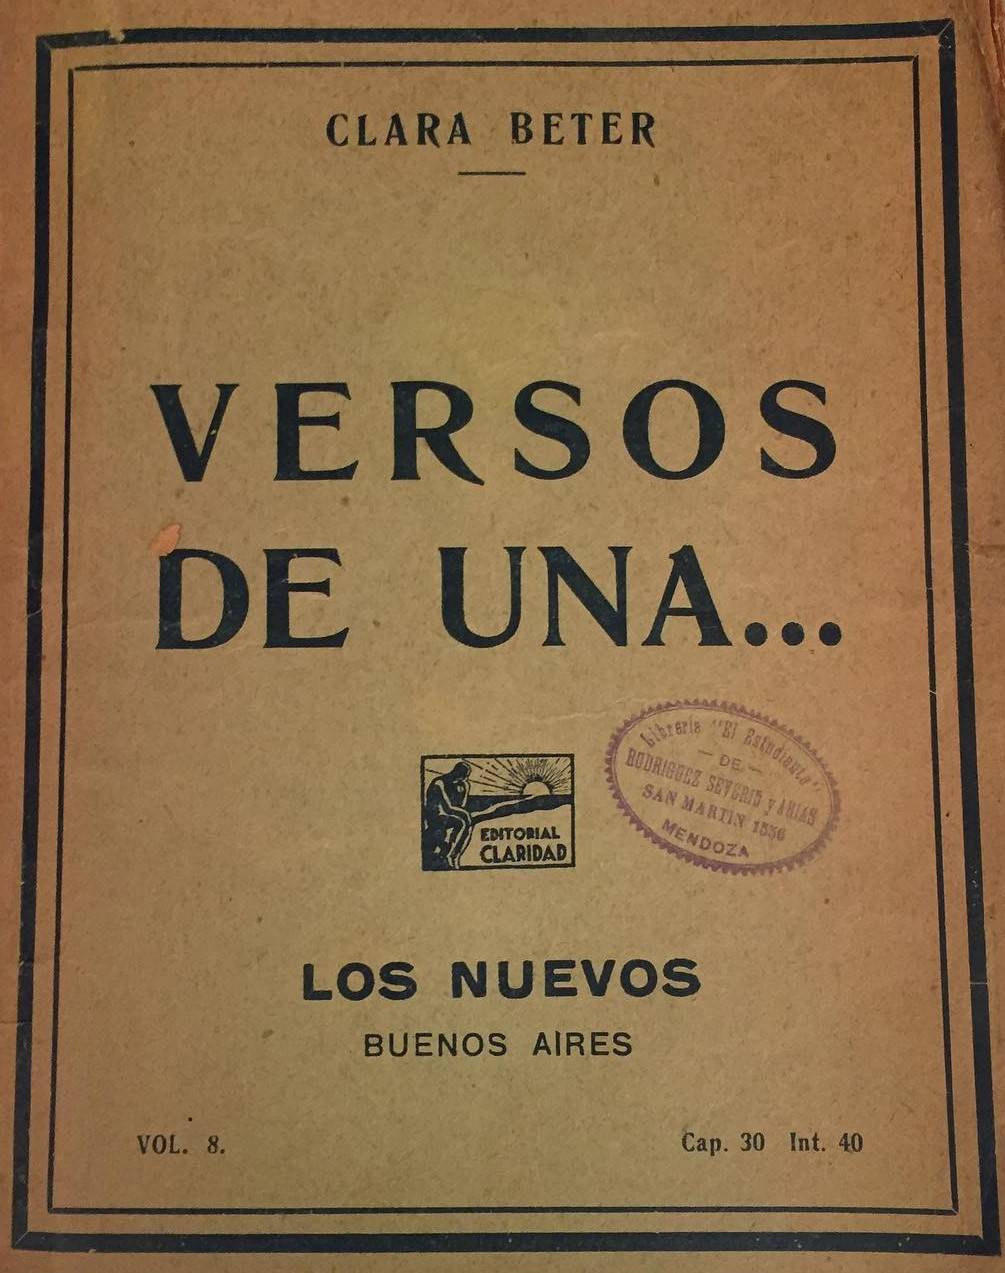 CLARA BETER
VERSOS
DE UNA...
EDITORIAL
CLARIDAD
Librería "El Estudiante"
— DE —
RODRIGUEZ SEVERIO y ARIAS
SAN MARTIN 1536
MENDOZA
LOS NUEVOS
BUENOS AIRES
VOL. 8.
Cap. 30 Int. 40